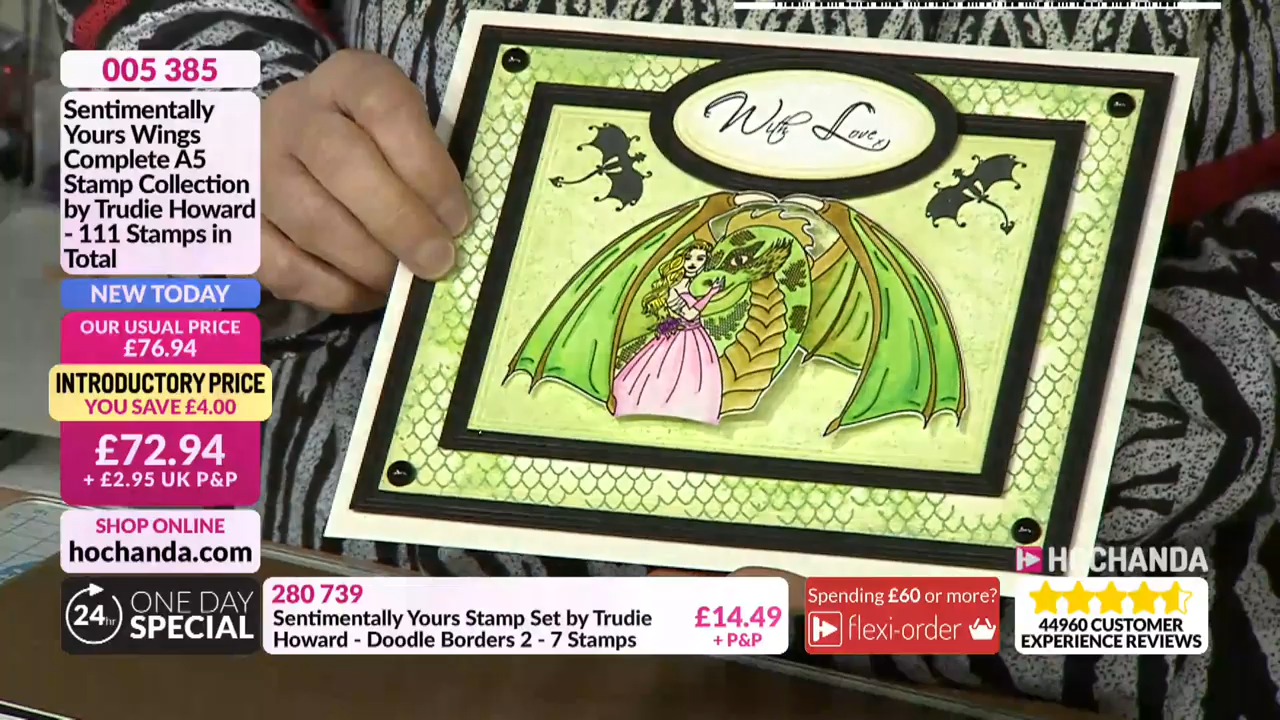 005 385
Sentimentally
Yours Wings
Complete A5
Stamp Collection
by Trudie Howard
- 111 Stamps in
Total
NEW TODAY
OUR USUAL PRICE
£76.94
INTRODUCTORY PRICE
YOU SAVE £4.00
£72.94
+ £2.95 UK P&P
SHOP ONLINE
hochanda.com
With Love
HOCHANDA
24hr
ONE DAY
SPECIAL
280 739
Sentimentally Yours Stamp Set by Trudie
Howard - Doodle Borders 2 - 7 Stamps
£14.49
+ P&P
Spending £60 or more?
flexi-order
44960 CUSTOMER
EXPERIENCE REVIEWS